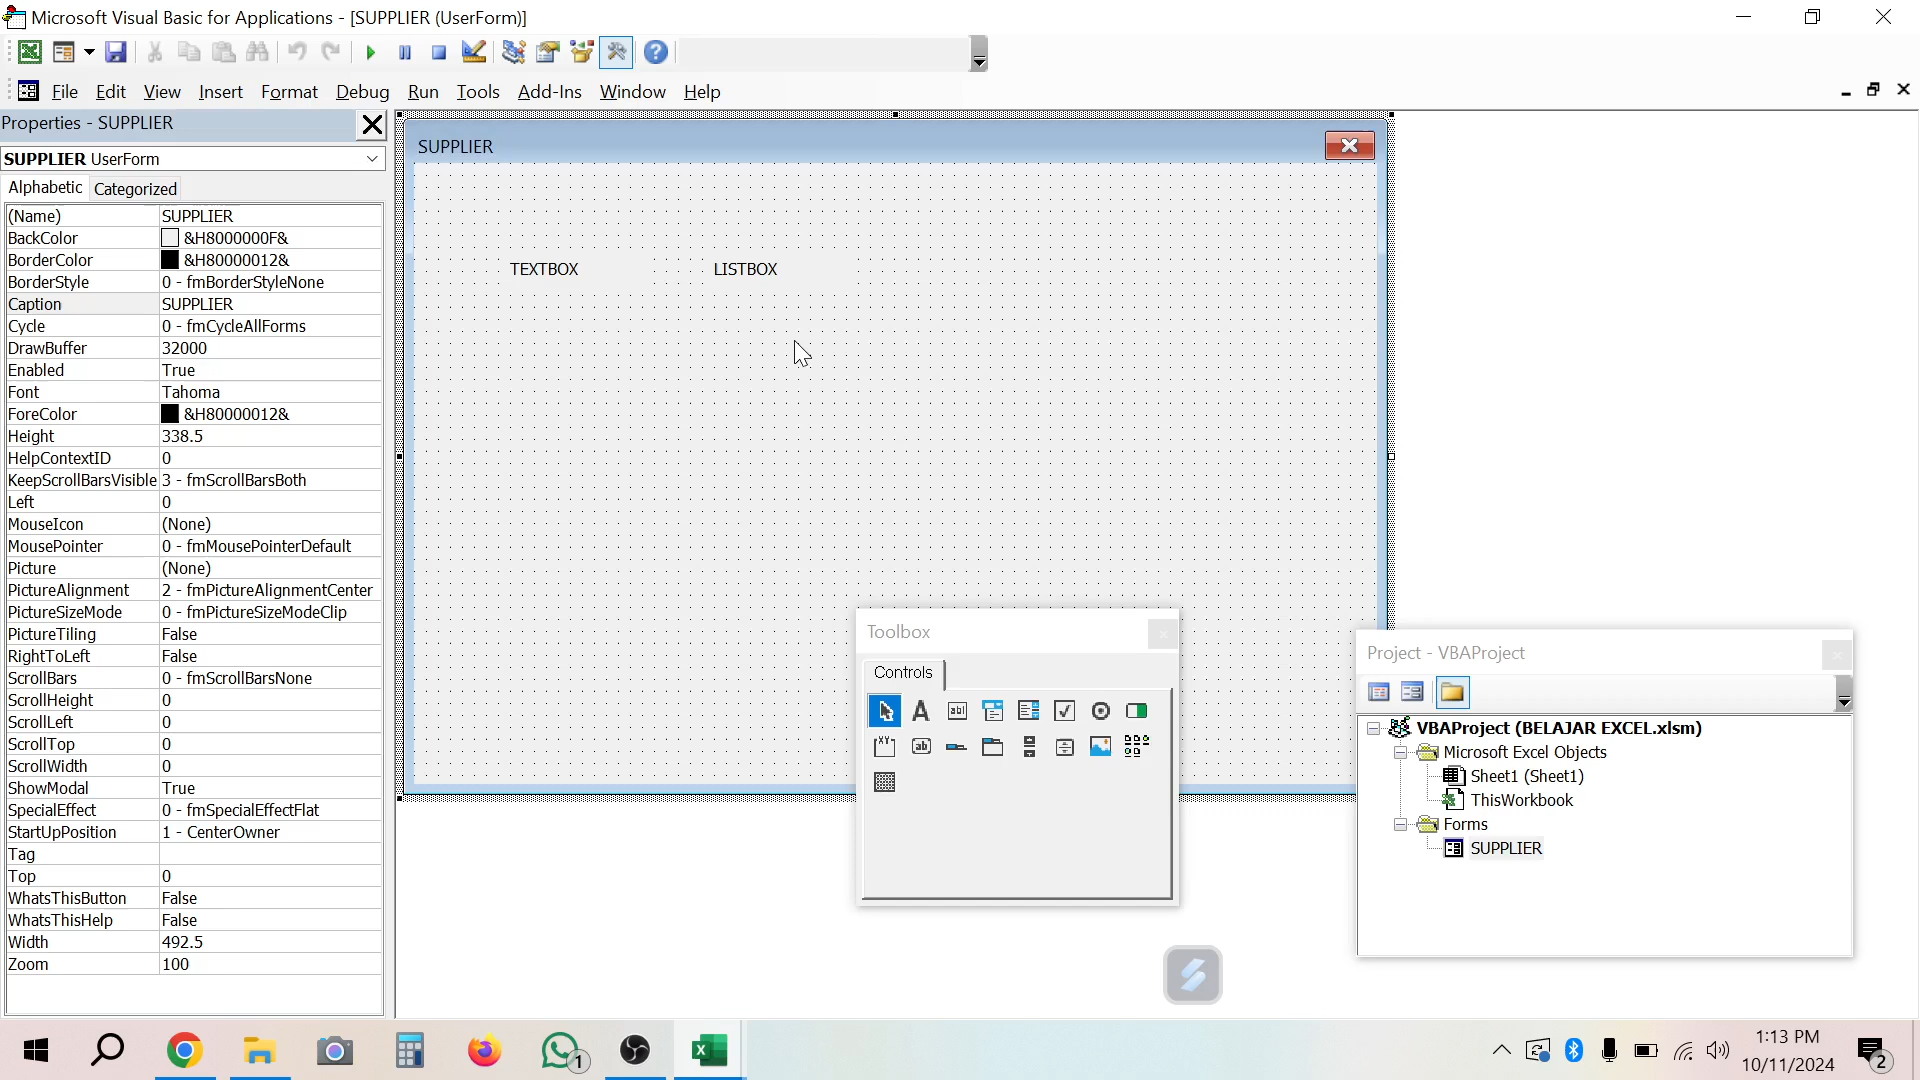 Microsoft Visual Basic for Applications - [SUPPLIER (UserForm)]
File Edit View Insert Format Debug Run Tools Add-Ins Window Help
Properties - SUPPLIER
SUPPLIER UserForm
Alphabetic Categorized
(Name) SUPPLIER
BackColor &H8000000F&
BorderColor &H80000012&
BorderStyle 0 - fmBorderStyleNone
Caption SUPPLIER
Cycle 0 - fmCycleAllForms
DrawBuffer 32000
Enabled True
Font Tahoma
ForeColor &H80000012&
Height 338.5
HelpContextID 0
KeepScrollBarsVisible 3 - fmScrollBarsBoth
Left 0
MouseIcon (None)
MousePointer 0 - fmMousePointerDefault
Picture (None)
PictureAlignment 2 - fmPictureAlignmentCenter
PictureSizeMode 0 - fmPictureSizeModeClip
PictureTiling False
RightToLeft False
ScrollBars 0 - fmScrollBarsNone
ScrollHeight 0
ScrollLeft 0
ScrollTop 0
ScrollWidth 0
ShowModal True
SpecialEffect 0 - fmSpecialEffectFlat
StartUpPosition 1 - CenterOwner
Tag
Top 0
WhatsThisButton False
WhatsThisHelp False
Width 492.5
Zoom 100
SUPPLIER
TEXTBOX LISTBOX
Toolbox
Controls
Project - VBAProject
VBAProject (BELAJAR EXCEL.xlsm)
Microsoft Excel Objects
Sheet1 (Sheet1)
ThisWorkbook
Forms
SUPPLIER
1
1:13 PM
10/11/2024
2